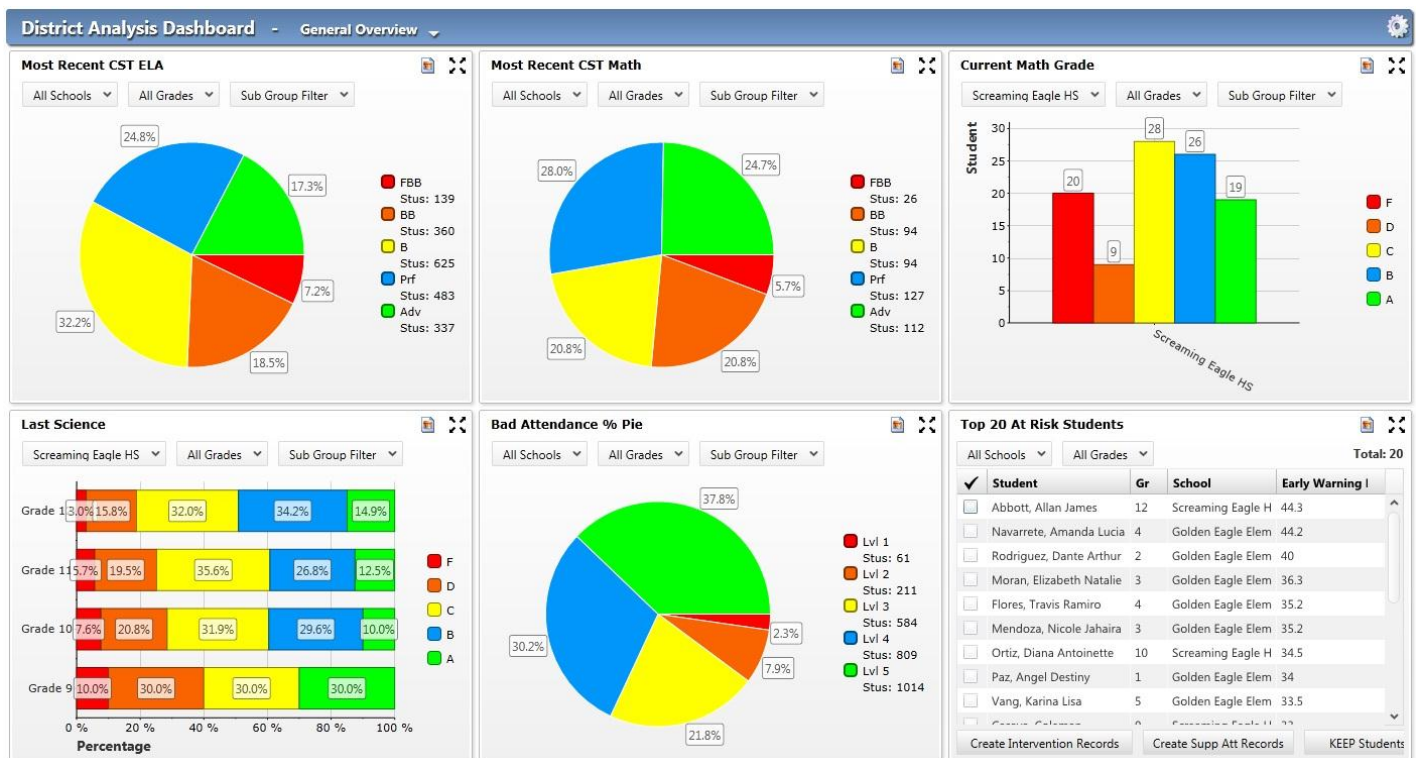 District Analysis Dashboard - General Overview
Most Recent CST ELA
All Schools All Grades Sub Group Filter
24.8%
17.3%
7.2%
32.2%
18.5%
FBB
Stus: 139
BB
Stus: 360
B
Stus: 625
Prf
Stus: 483
Adv
Stus: 337
Most Recent CST Math
All Schools All Grades Sub Group Filter
28.0%
24.7%
5.7%
20.8%
20.8%
FBB
Stus: 26
BB
Stus: 94
B
Stus: 94
Prf
Stus: 127
Adv
Stus: 112
Current Math Grade
Screaming Eagle HS All Grades Sub Group Filter
Student
30
25
20
15
10
5
0
20
9
28
26
19
Screaming Eagle HS
F
D
C
B
A
Last Science
Screaming Eagle HS All Grades Sub Group Filter
Grade 1 3.0% 15.8% 32.0% 34.2% 14.9%
Grade 11 5.7% 19.5% 35.6% 26.8% 12.5%
Grade 10 7.6% 20.8% 31.9% 29.6% 10.0%
Grade 9 10.0% 30.0% 30.0% 30.0%
0 % 20 % 40 % 60 % 80 % 100 %
Percentage
F
D
C
B
A
Bad Attendance % Pie
All Schools All Grades Sub Group Filter
37.8%
30.2%
2.3%
7.9%
21.8%
Lvl 1
Stus: 61
Lvl 2
Stus: 211
Lvl 3
Stus: 584
Lvl 4
Stus: 809
Lvl 5
Stus: 1014
Top 20 At Risk Students
All Schools All Grades Total: 20
Student Gr School Early Warning I
Abbott, Allan James 12 Screaming Eagle H 44.3
Navarrete, Amanda Lucia 4 Golden Eagle Elem 44.2
Rodriguez, Dante Arthur 2 Golden Eagle Elem 40
Moran, Elizabeth Natalie 3 Golden Eagle Elem 36.3
Flores, Travis Ramiro 4 Golden Eagle Elem 35.2
Mendoza, Nicole Jahaira 3 Golden Eagle Elem 35.2
Ortiz, Diana Antoinette 10 Screaming Eagle H 34.5
Paz, Angel Destiny 1 Golden Eagle Elem 34
Vang, Karina Lisa 5 Golden Eagle Elem 33.5
Create Intervention Records Create Supp Att Records KEEP Students